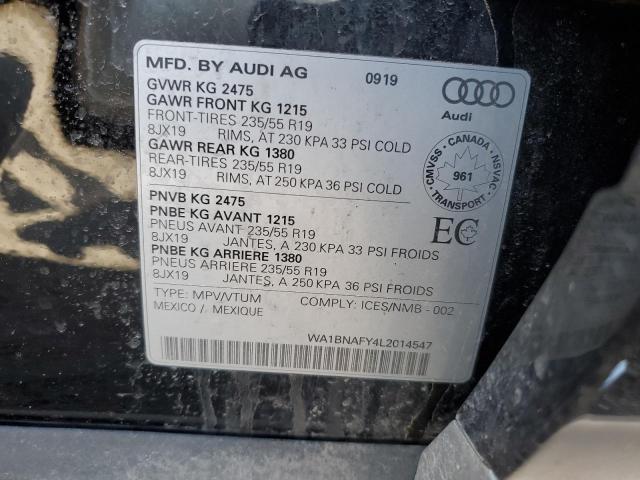 MFD. BY AUDI AG 0919
GVWR KG 2475
GAWR FRONT KG 1215
FRONT-TIRES 235/55 R19
8JX19 RIMS, AT 230 KPA 33 PSI COLD
GAWR REAR KG 1380
REAR-TIRES 235/55 R19
8JX19 RIMS, AT 250 KPA 36 PSI COLD
Audi
CMVSS - CANADA - NSVAC
961
TRANSPORT
PNVB KG 2475
PNBE KG AVANT 1215
PNEUS AVANT 235/55 R19
8JX19 JANTES, A 230 KPA 33 PSI FROIDS
PNBE KG ARRIERE 1380
PNEUS ARRIERE 235/55 R19
8JX19 JANTES, A 250 KPA 36 PSI FROIDS
EC
TYPE: MPV/VTUM COMPLY: ICES/NMB - 002
MEXICO / MEXIQUE
WA1BNAFY4L2014547